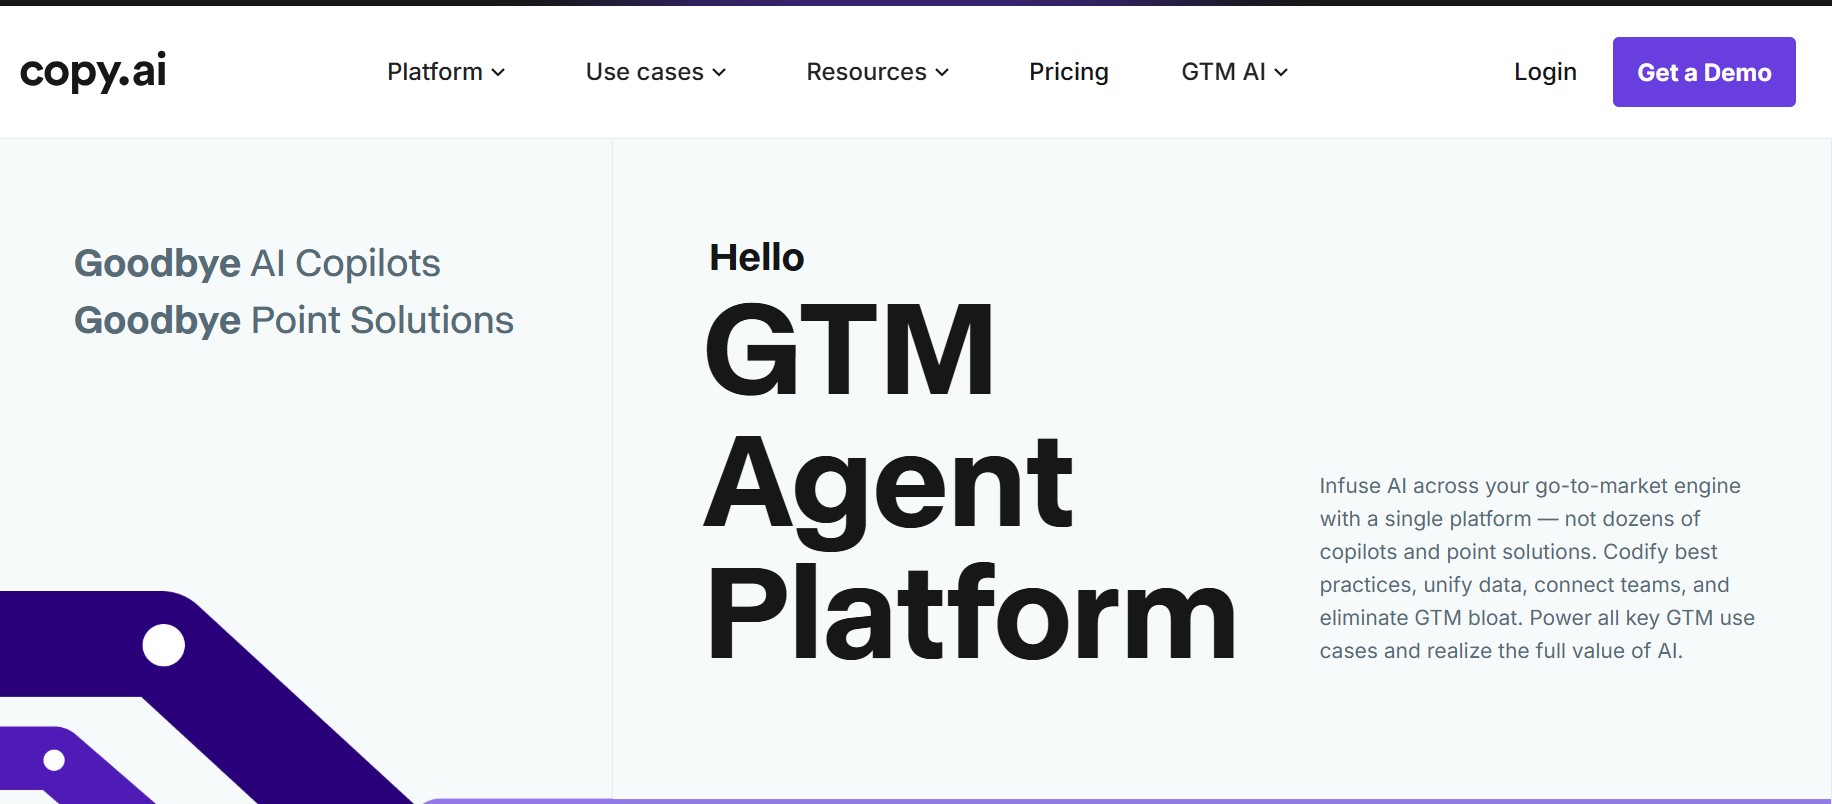 copy.ai
Platform
Use cases
Resources
Pricing
GTM AI
Login
Get a Demo
Goodbye AI Copilots
Goodbye Point Solutions
Hello
GTM
Agent
Platform
Infuse AI across your go-to-market engine
with a single platform — not dozens of
copilots and point solutions. Codify best
practices, unify data, connect teams, and
eliminate GTM bloat. Power all key GTM use
cases and realize the full value of AI.